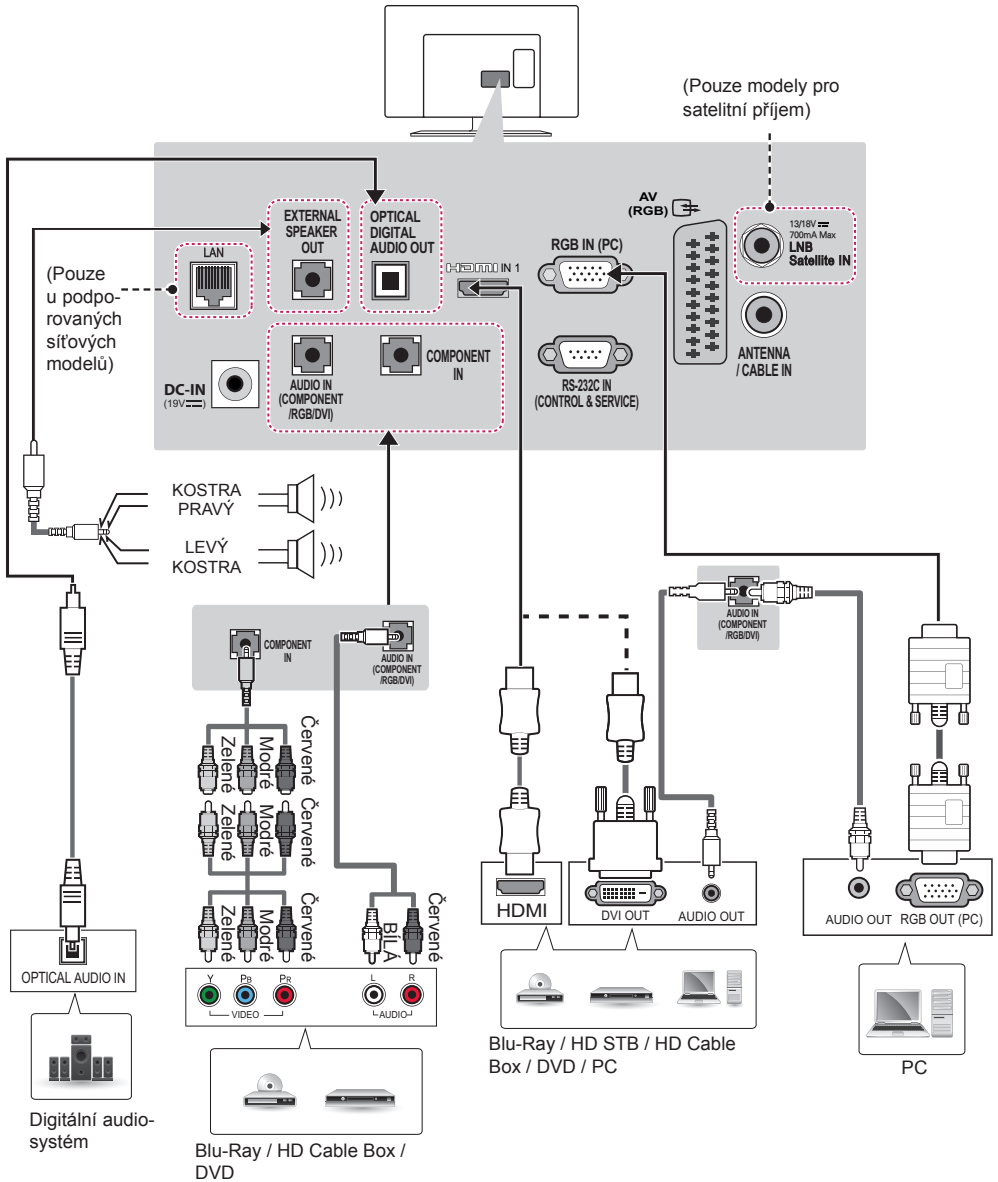 (Pouze modely pro
satelitní příjem)
EXTERNAL
SPEAKER
OUT
OPTICAL
DIGITAL
AUDIO OUT
LAN
HDMI IN 1
RGB IN (PC)
AV
(RGB)
13/18V
700mA Max
LNB
Satellite IN
(Pouze
u podpo-
rovaných
síťových
modelů)
DC-IN
(19V)
AUDIO IN
(COMPONENT
/RGB/DVI)
COMPONENT
IN
RS-232C IN
(CONTROL & SERVICE)
ANTENNA
/ CABLE IN
KOSTRA
PRAVÝ
LEVÝ
KOSTRA
COMPONENT
IN
AUDIO IN
(COMPONENT
/RGB/DVI)
AUDIO IN
(COMPONENT
/RGB/DVI)
Zelené
Modré
Červené
Zelené
Modré
Červené
Zelené
Modré
Červené
BÍLÁ
Červené
Y PB PR
VIDEO
L R
AUDIO
OPTICAL AUDIO IN
HDMI
DVI OUT
AUDIO OUT
AUDIO OUT
RGB OUT (PC)
Digitální audio-
systém
Blu-Ray / HD Cable Box /
DVD
Blu-Ray / HD STB / HD Cable
Box / DVD / PC
PC